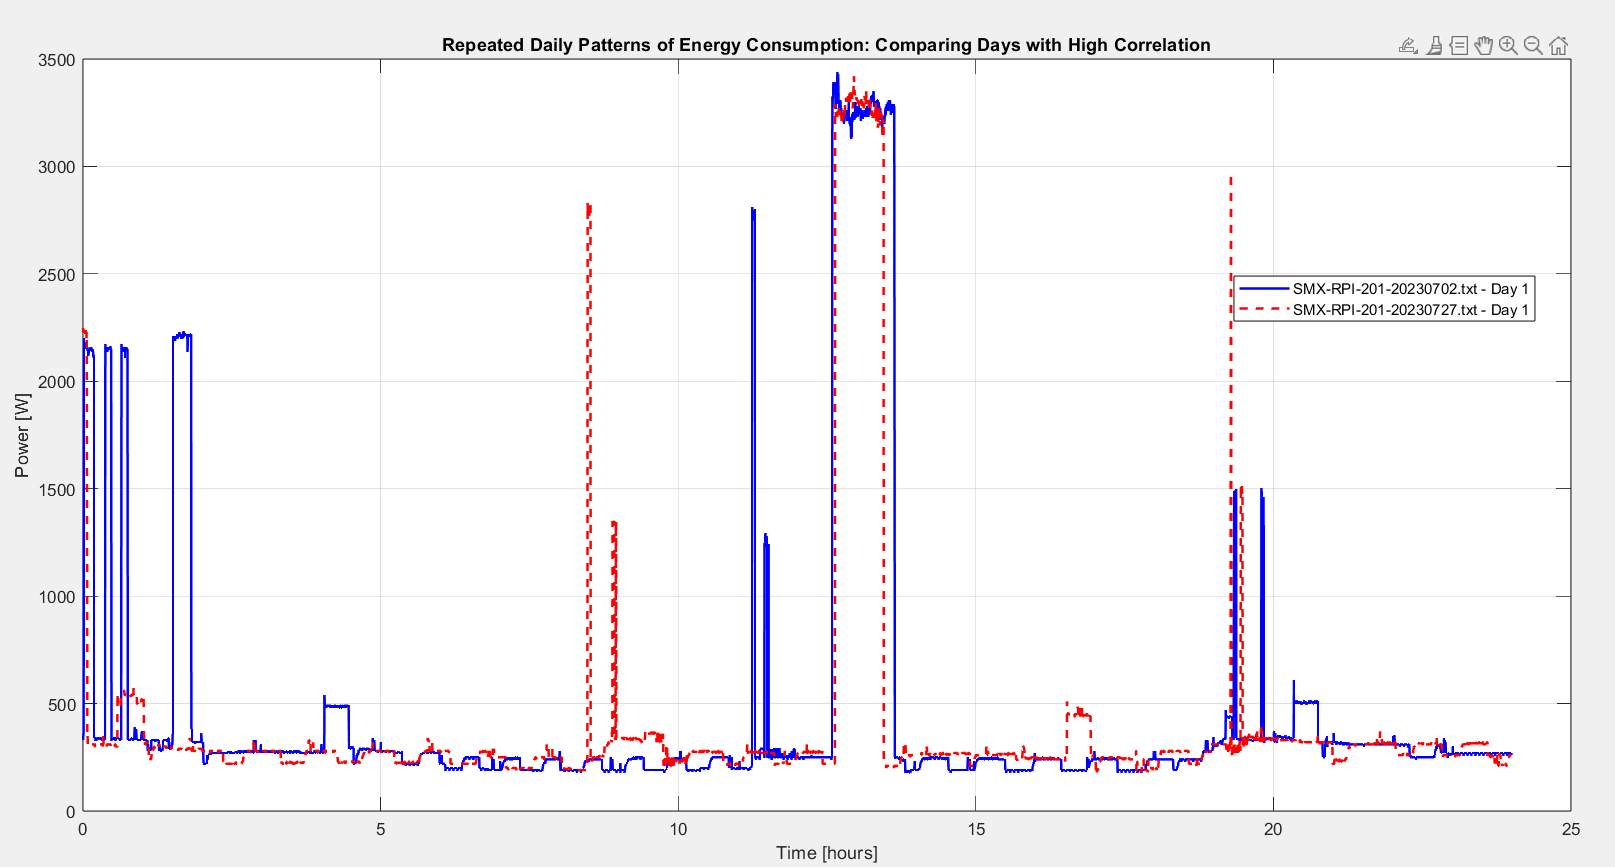 Repeated Daily Patterns of Energy Consumption: Comparing Days with High Correlation
3500
3000
2500
2000
1500
1000
500
0
Power [W]
SMX-RPI-201-20230702.txt - Day 1
SMX-RPI-201-20230727.txt - Day 1
0 5 10 15 20 25
Time [hours]